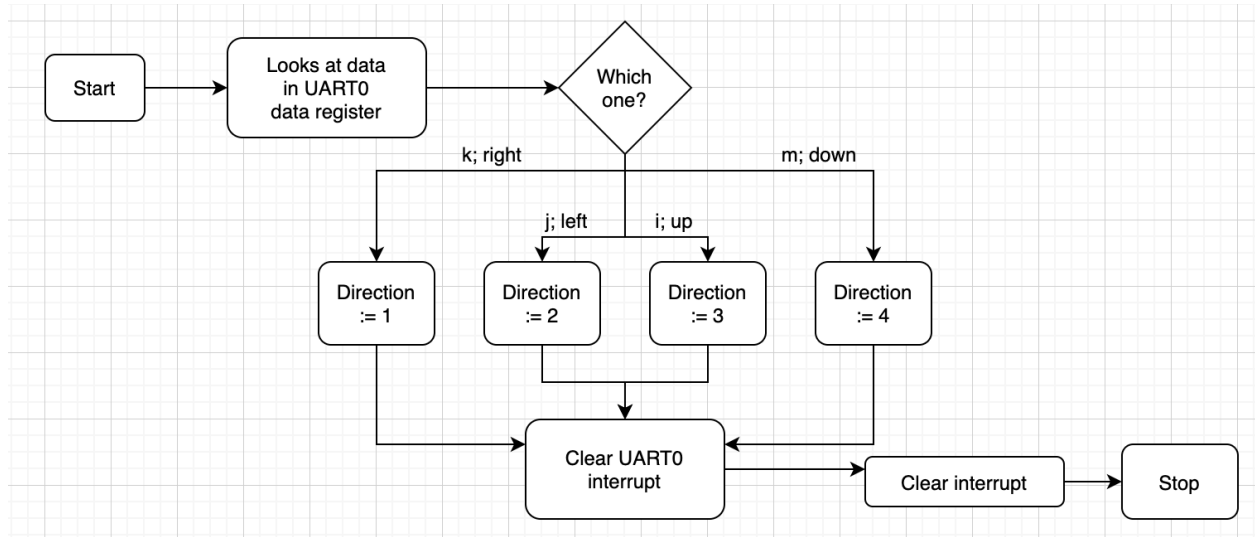 Start
Looks at data
in UART0
data register
Which
one?
k; right
m; down
j; left
i; up
Direction
:= 1
Direction
:= 2
Direction
:= 3
Direction
:= 4
Clear UART0
interrupt
Clear interrupt
Stop